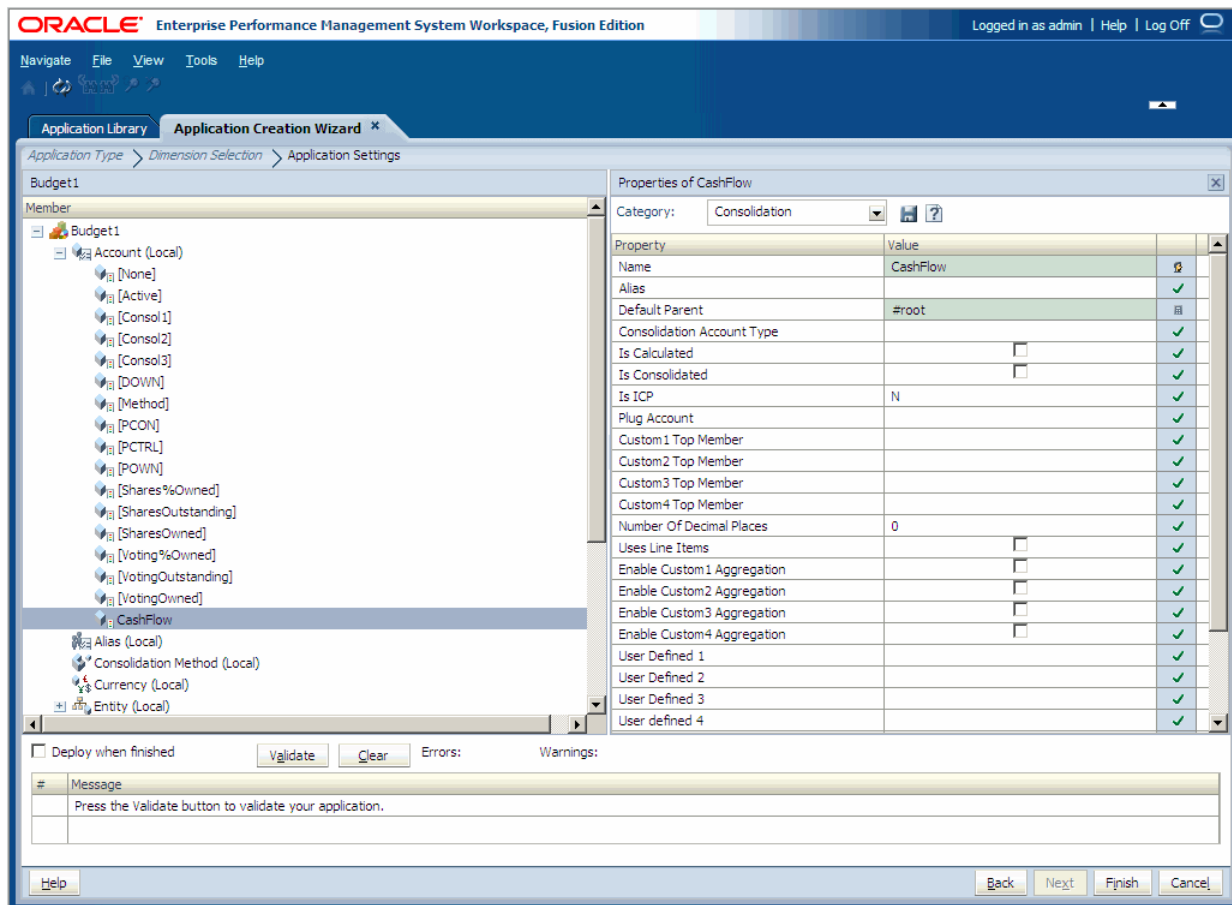 ORACLE Enterprise Performance Management System Workspace, Fusion Edition
Logged in as admin | Help | Log Off
Navigate File View Tools Help
Application Library Application Creation Wizard
Application Type Dimension Selection Application Settings
Budget1
Member
Budget1
Account (Local)
[None]
[Active]
[Consol1]
[Consol2]
[Consol3]
[DOWN]
[Method]
[PCON]
[PCTRL]
[POWN]
[Shares%Owned]
[SharesOutstanding]
[SharesOwned]
[Voting%Owned]
[VotingOutstanding]
[VotingOwned]
CashFlow
Alias (Local)
Consolidation Method (Local)
Currency (Local)
Entity (Local)
Properties of CashFlow
Category: Consolidation
Property Value
Name CashFlow
Alias
Default Parent #root
Consolidation Account Type
Is Calculated
Is Consolidated
Is ICP N
Plug Account
Custom1 Top Member
Custom2 Top Member
Custom3 Top Member
Custom4 Top Member
Number Of Decimal Places 0
Uses Line Items
Enable Custom1 Aggregation
Enable Custom2 Aggregation
Enable Custom3 Aggregation
Enable Custom4 Aggregation
User Defined 1
User Defined 2
User Defined 3
User defined 4
Deploy when finished Validate Clear Errors: Warnings:
# Message
Press the Validate button to validate your application.
Help Back Next Finish Cancel